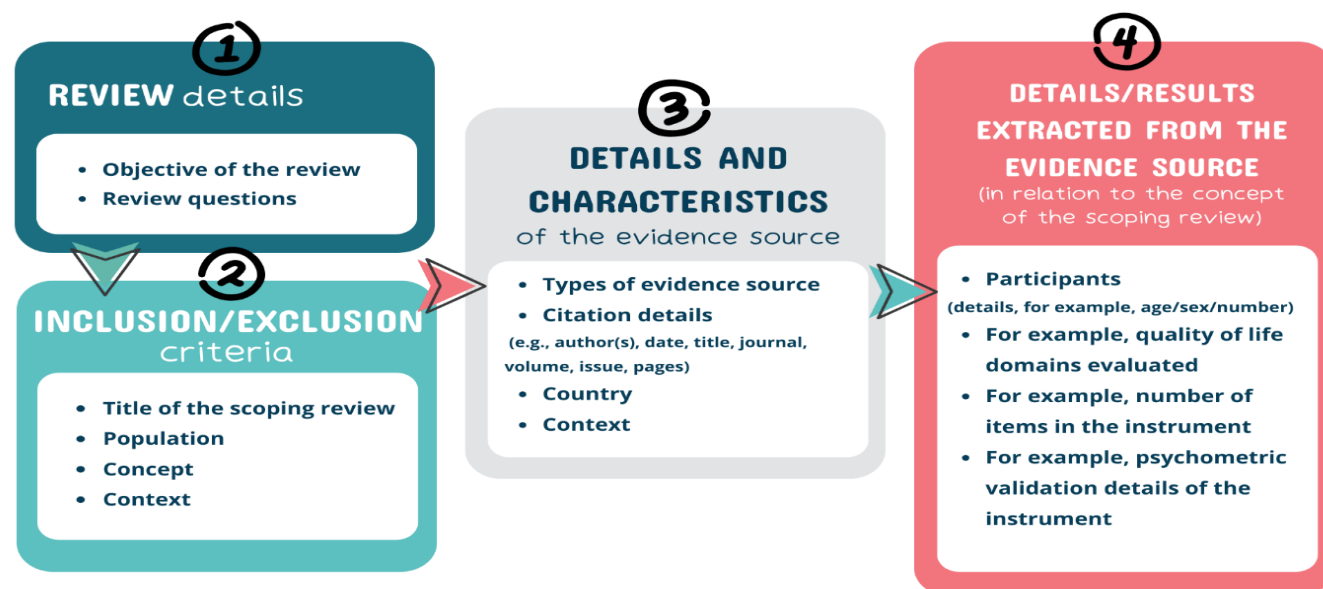 1
REVIEW details
• Objective of the review
• Review questions
2
INCLUSION/EXCLUSION
criteria
• Title of the scoping review
• Population
• Concept
• Context
3
DETAILS AND
CHARACTERISTICS
of the evidence source
• Types of evidence source
• Citation details
(e.g., author(s), date, title, journal,
volume, issue, pages)
• Country
• Context
4
DETAILS/RESULTS
EXTRACTED FROM THE
EVIDENCE SOURCE
(in relation to the concept
of the scoping review)
• Participants
(details, for example, age/sex/number)
• For example, quality of life
domains evaluated
• For example, number of
items in the instrument
• For example, psychometric
validation details of the
instrument